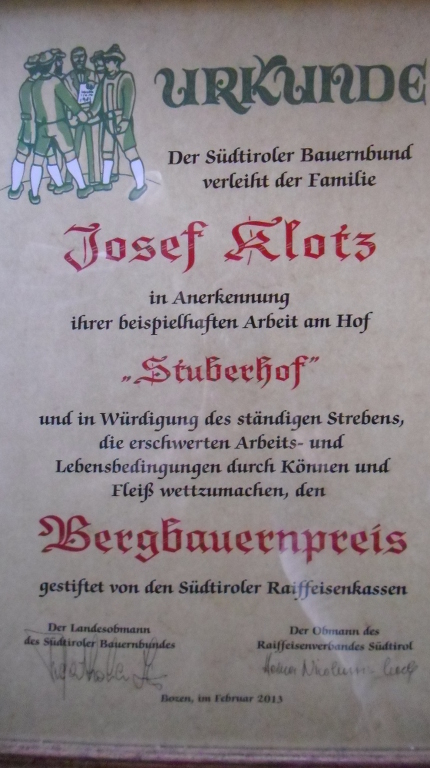 URKUNDE
Der Südtiroler Bauernbund
verleiht der Familie
Josef Klotz
in Anerkennung
ihrer beispielhaften Arbeit am Hof
„Stuberhof”
und in Würdigung des ständigen Strebens,
die erschwerten Arbeits- und
Lebensbedingungen durch Können und
Fleiß wettzumachen, den
Bergbauernpreis
gestiftet von den Südtiroler Raiffeisenkassen
Der Landesobmann
des Südtiroler Bauernbundes
Der Obmann des
Raiffeisenverbandes Südtirol
Bozen, im Februar 2013